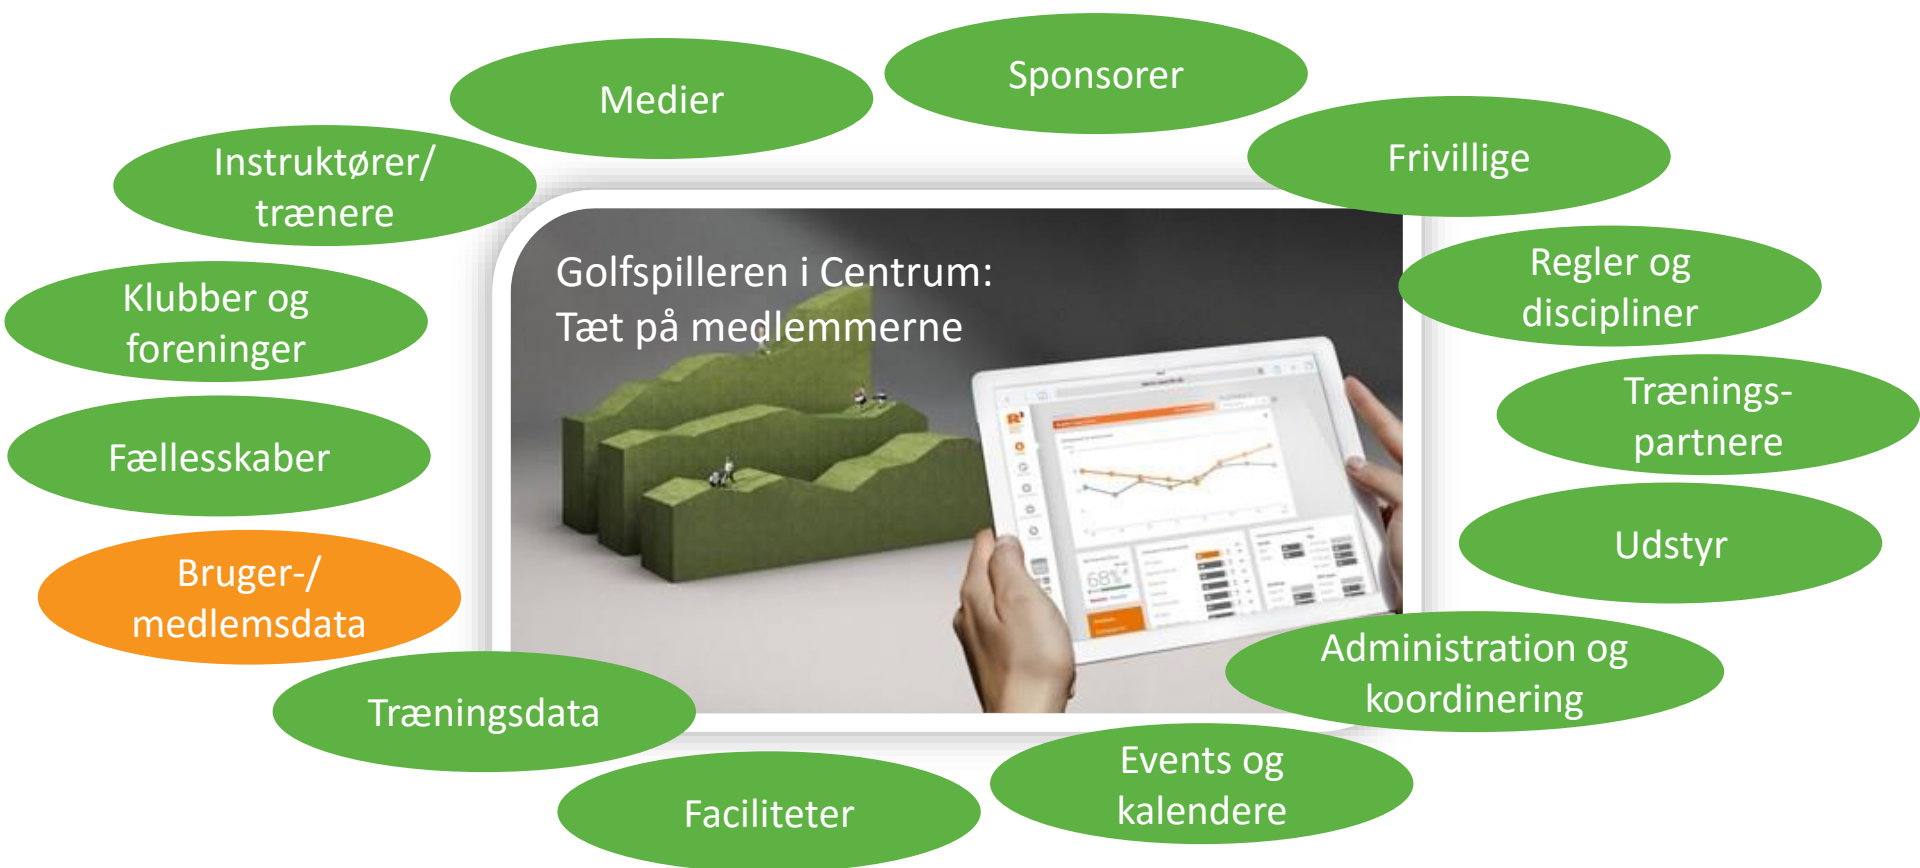 Sponsorer
Medier
Frivillige
Instruktører/
trænere
Golfspilleren i Centrum:
Tæt på medlemmerne
Regler og
discipliner
Klubber og
foreninger
Trænings-
partnere
Fællesskaber
Udstyr
Bruger-/
medlemsdata
68%
Administration og
koordinering
Træningsdata
Events og
kalendere
Faciliteter